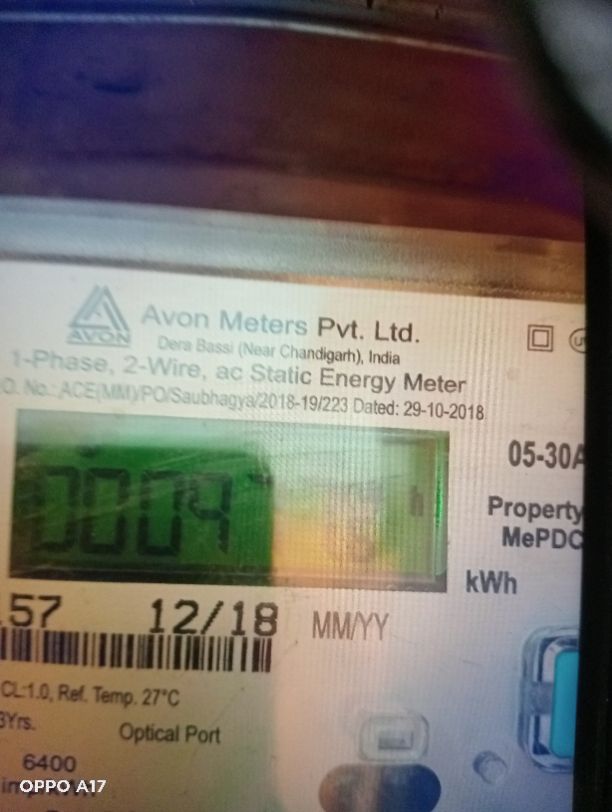 AVON
Avon Meters Pvt. Ltd.
Dera Bassi (Near Chandigarh), India
1-Phase, 2-Wire, ac Static Energy Meter
O. No.: ACE(MM)/PO/Saubhagya/2018-19/223 Dated: 29-10-2018
05-30A
0004
h
Property
MePDC
kWh
157 12/18 MM/YY
CL:1.0, Ref. Temp. 27°C
3Yrs.
Optical Port
6400
OPPO A17